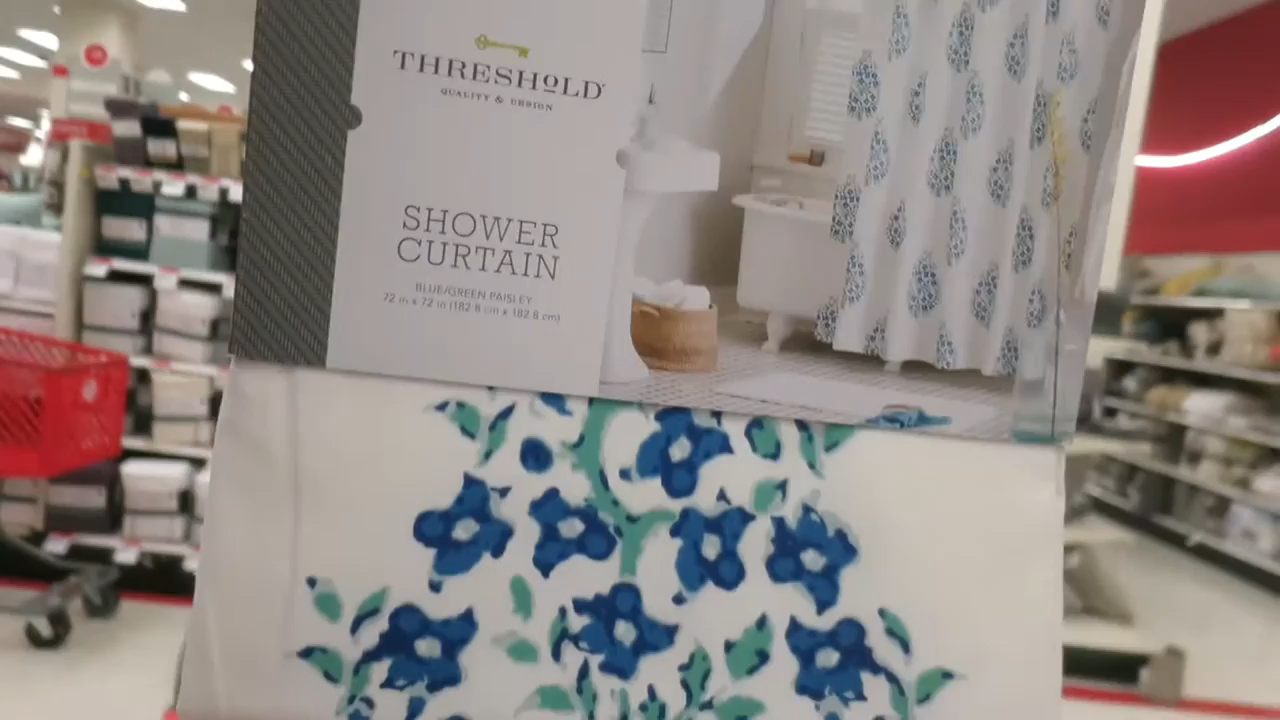 THRESHOLD
QUALITY & DESIGN
SHOWER
CURTAIN
BLUE/GREEN PAISLEY
72 in x 72 in (182.8 cm x 182.8 cm)